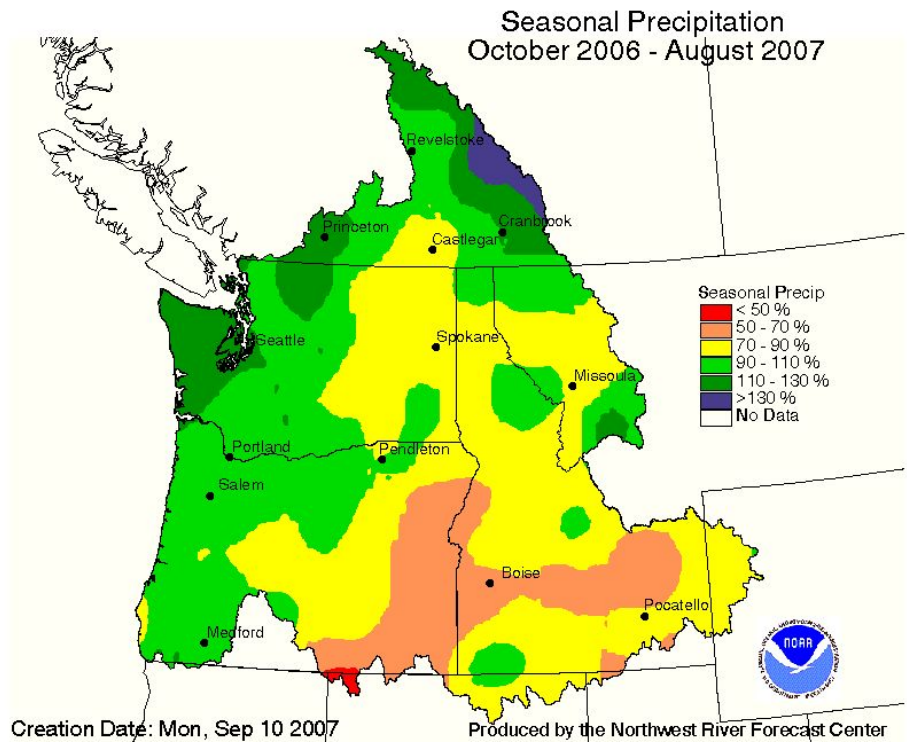 Seasonal Precipitation
October 2006 - August 2007
Revelstoke
Princeton
Cranbrook
Castlegar
Seasonal Precip
< 50 %
50 - 70 %
70 - 90 %
90 - 110 %
110 - 130 %
>130 %
No Data
Seattle
Spokane
Missoula
Portland
Pendleton
Salem
Boise
Pocatello
Medford
NOAA
Creation Date: Mon, Sep 10 2007
Produced by the Northwest River Forecast Center